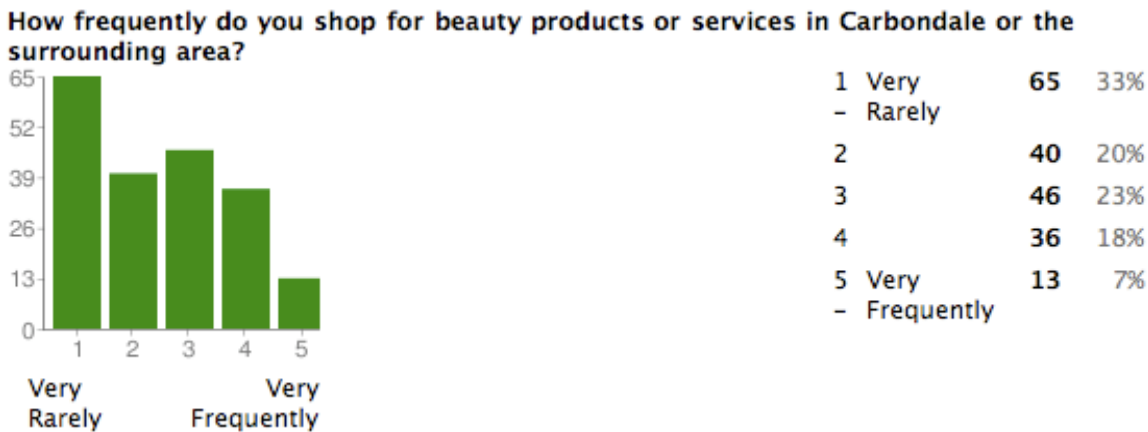 How frequently do you shop for beauty products or services in Carbondale or the
surrounding area?
65
52
39
26
13
0
1 2 3 4 5
Very Rarely
Very Frequently
1 Very 65 33%
– Rarely
2 40 20%
3 46 23%
4 36 18%
5 Very 13 7%
– Frequently